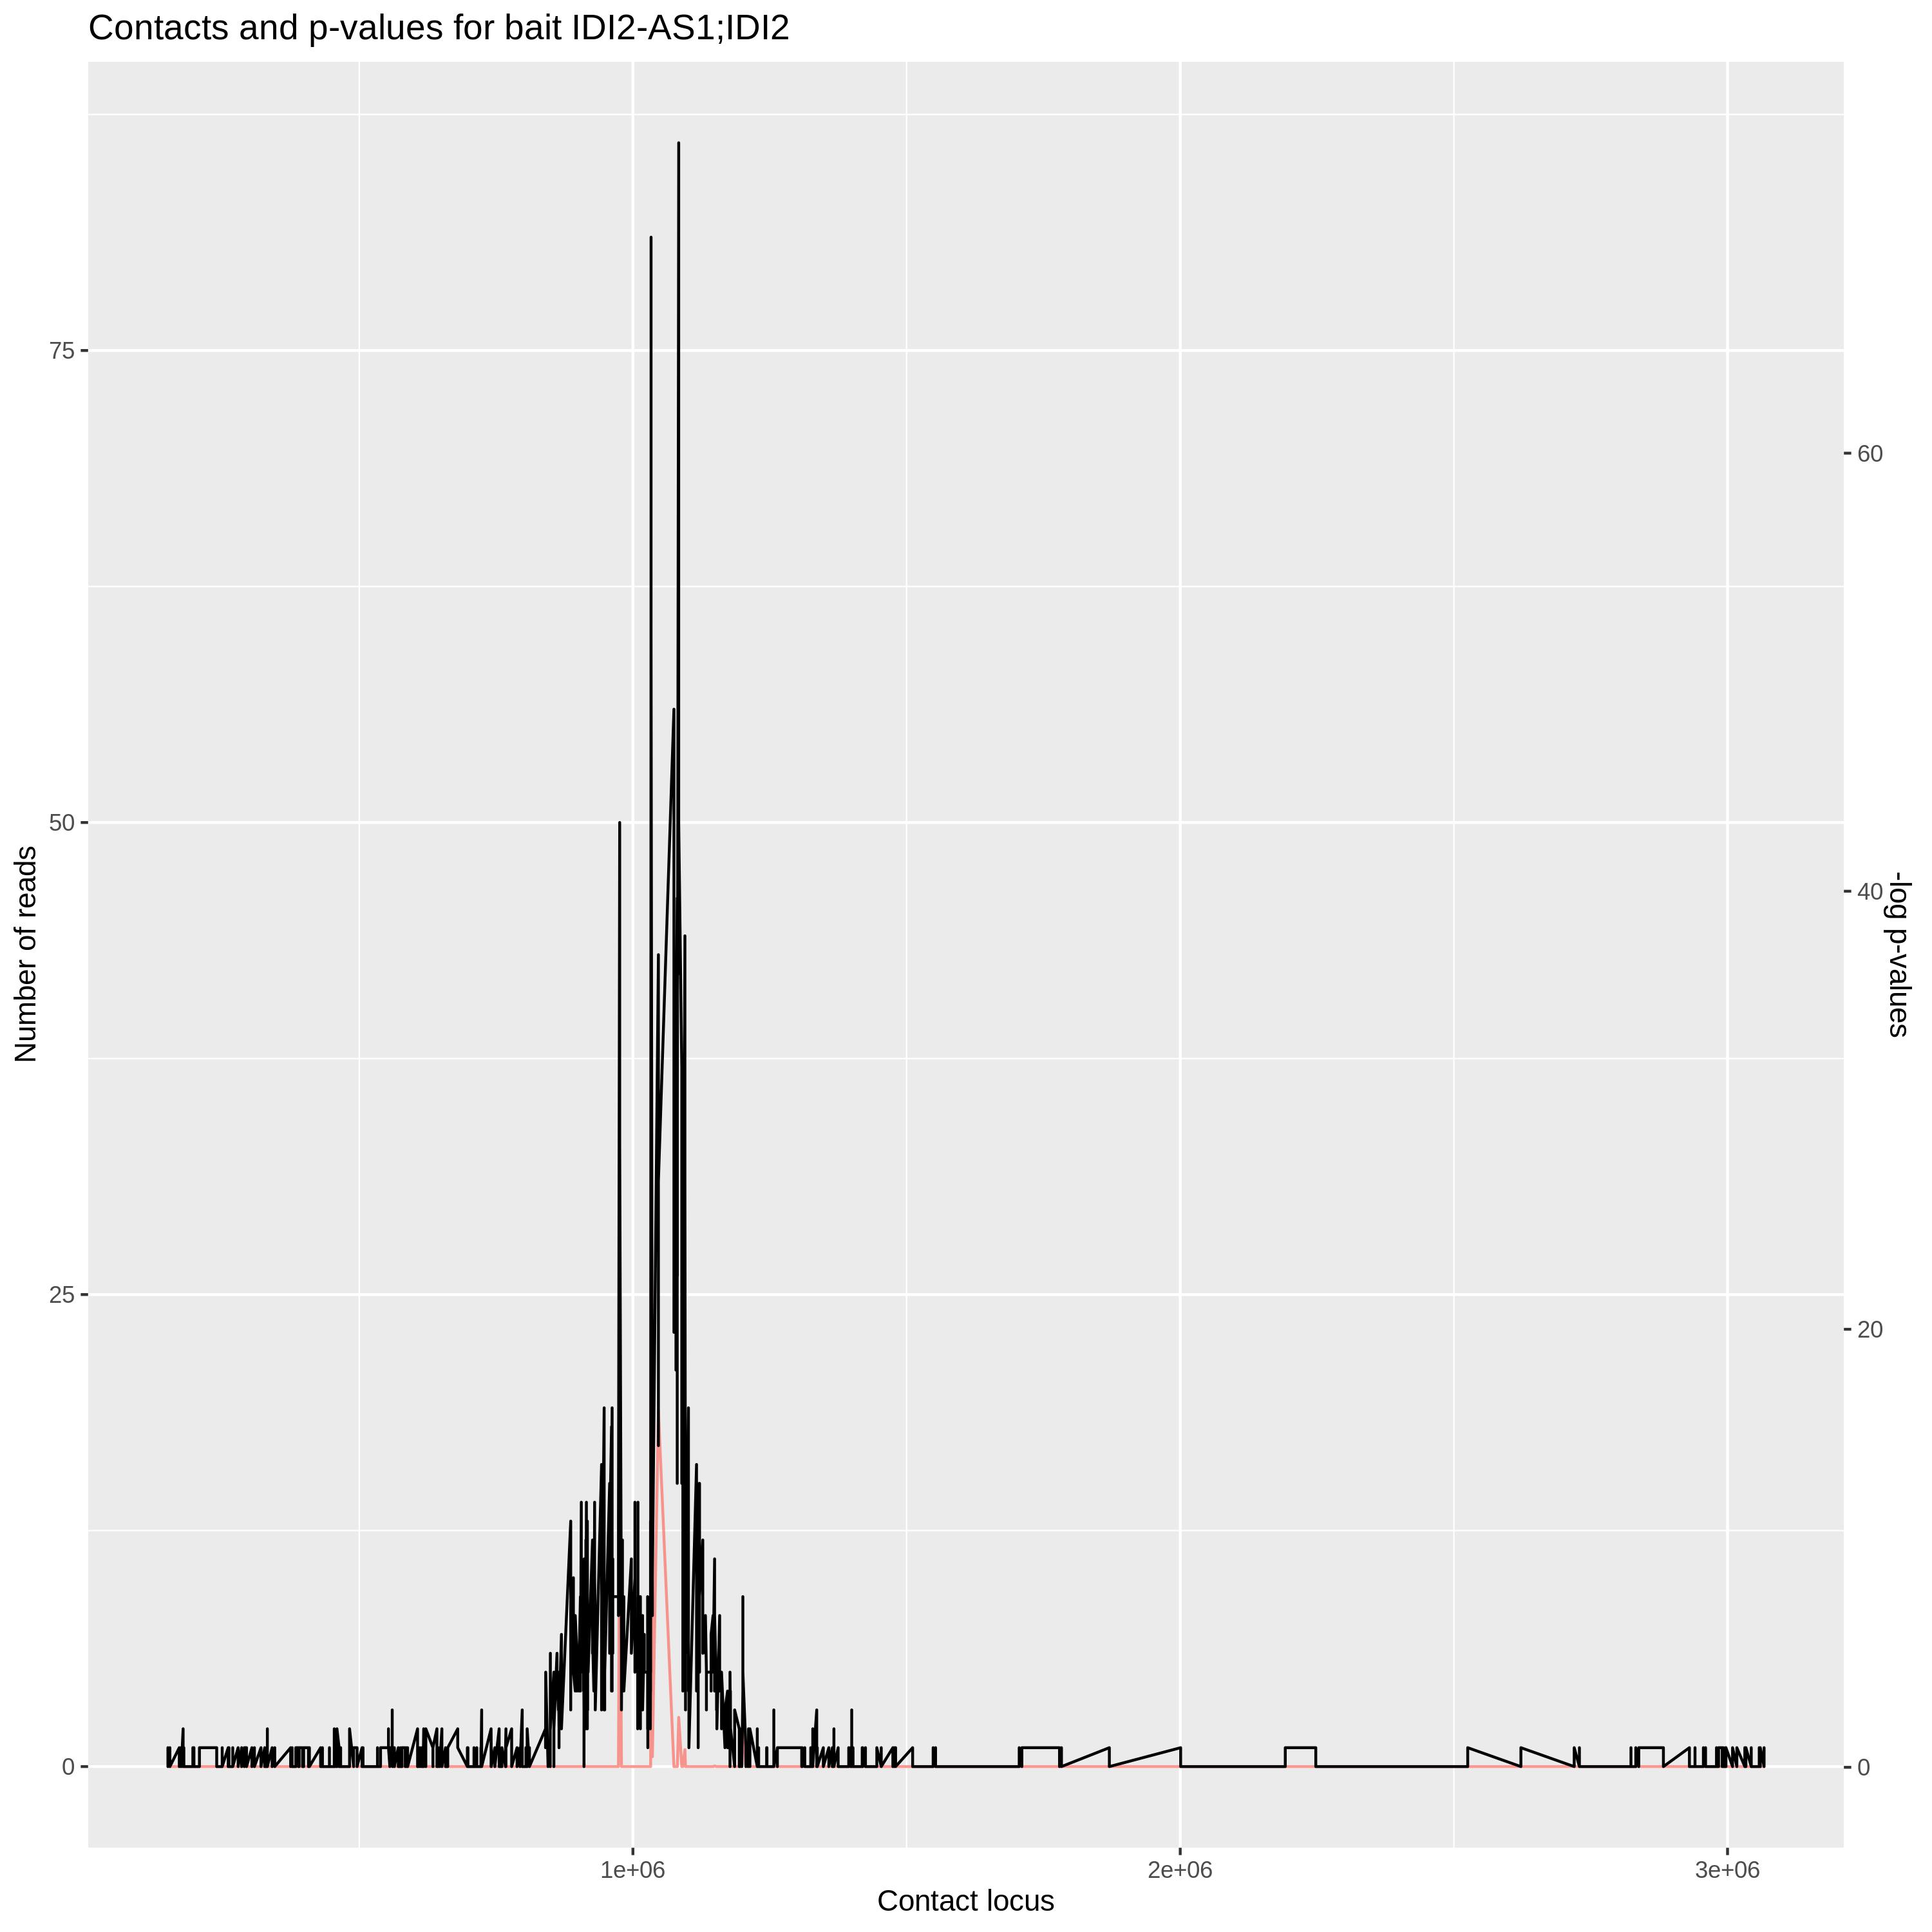 Contacts and p-values for bait IDI2-AS1;IDI2
75
50
25
0
Number of reads
60
40
20
0
-log p-values
1e+06
2e+06
3e+06
Contact locus